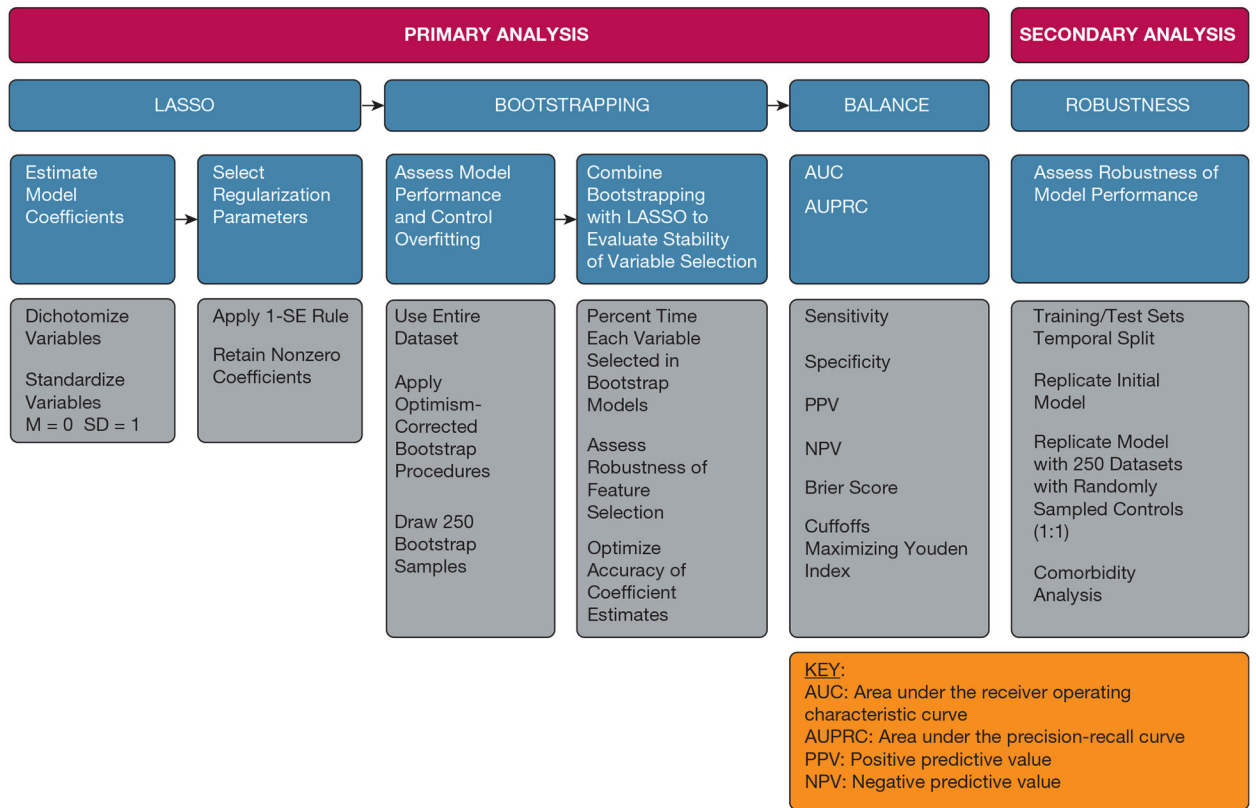 PRIMARY ANALYSIS
SECONDARY ANALYSIS
LASSO
BOOTSTRAPPING
BALANCE
ROBUSTNESS
Estimate
Model
Coefficients
Select
Regularization
Parameters
Assess Model
Performance
and Control
Overfitting
Combine
Bootstrapping
with LASSO to
Evaluate Stability
of Variable Selection
AUC
AUPRC
Assess Robustness of
Model Performance
Dichotomize
Variables
Standardize
Variables
M = 0 SD = 1
Apply 1-SE Rule
Retain Nonzero
Coefficients
Use Entire
Dataset
Apply
Optimism-
Corrected
Bootstrap
Procedures
Draw 250
Bootstrap
Samples
Percent Time
Each Variable
Selected in
Bootstrap
Models
Assess
Robustness of
Feature
Selection
Optimize
Accuracy of
Coefficient
Estimates
Sensitivity
Specificity
PPV
NPV
Brier Score
Cuffoffs
Maximizing Youden
Index
Training/Test Sets
Temporal Split
Replicate Initial
Model
Replicate Model
with 250 Datasets
with Randomly
Sampled Controls
(1:1)
Comorbidity
Analysis
KEY:
AUC: Area under the receiver operating
characteristic curve
AUPRC: Area under the precision-recall curve
PPV: Positive predictive value
NPV: Negative predictive value